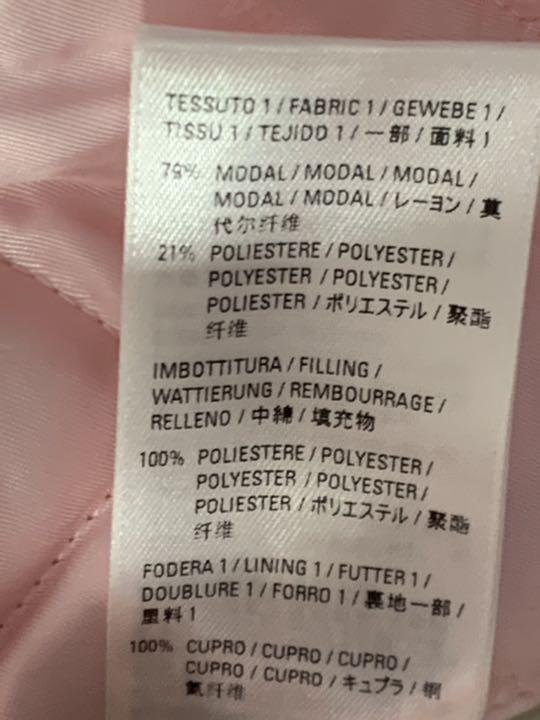 TESSUTO 1 / FABRIC 1 / GEWEBE 1 /
TISSU 1 / TEJIDO 1 / 一部 / 面料 1
79% MODAL / MODAL / MODAL /
MODAL / MODAL / レーヨン / 莫
代尔纤维
21% POLIESTERE / POLYESTER /
POLYESTER / POLYESTER /
POLIESTER / ポリエステル / 聚酯
纤维
IMBOTTITURA / FILLING /
WATTIERUNG / REMBOURRAGE /
RELLENO / 中綿 / 填充物
100% POLIESTERE / POLYESTER /
POLYESTER / POLYESTER /
POLIESTER / ポリエステル / 聚酯
纤维
FODERA 1 / LINING 1 / FUTTER 1 /
DOUBLURE 1 / FORRO 1 / 裏地一部 /
里料 1
100% CUPRO / CUPRO / CUPRO /
CUPRO / CUPRO / キュプラ / 铜
氨纤维